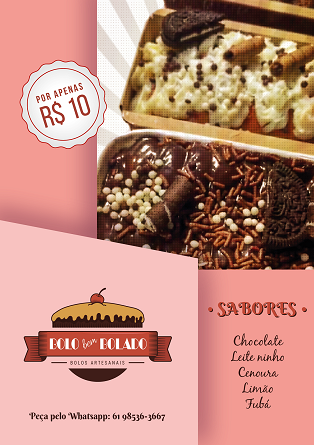 POR APENAS
R$ 10
BOLO bem BOLADO
BOLOS ARTESANAIS
Peça pelo Whatsapp: 61 98536-3667
• SABORES •
Chocolate
Leite ninho
Cenoura
Limão
Fubá